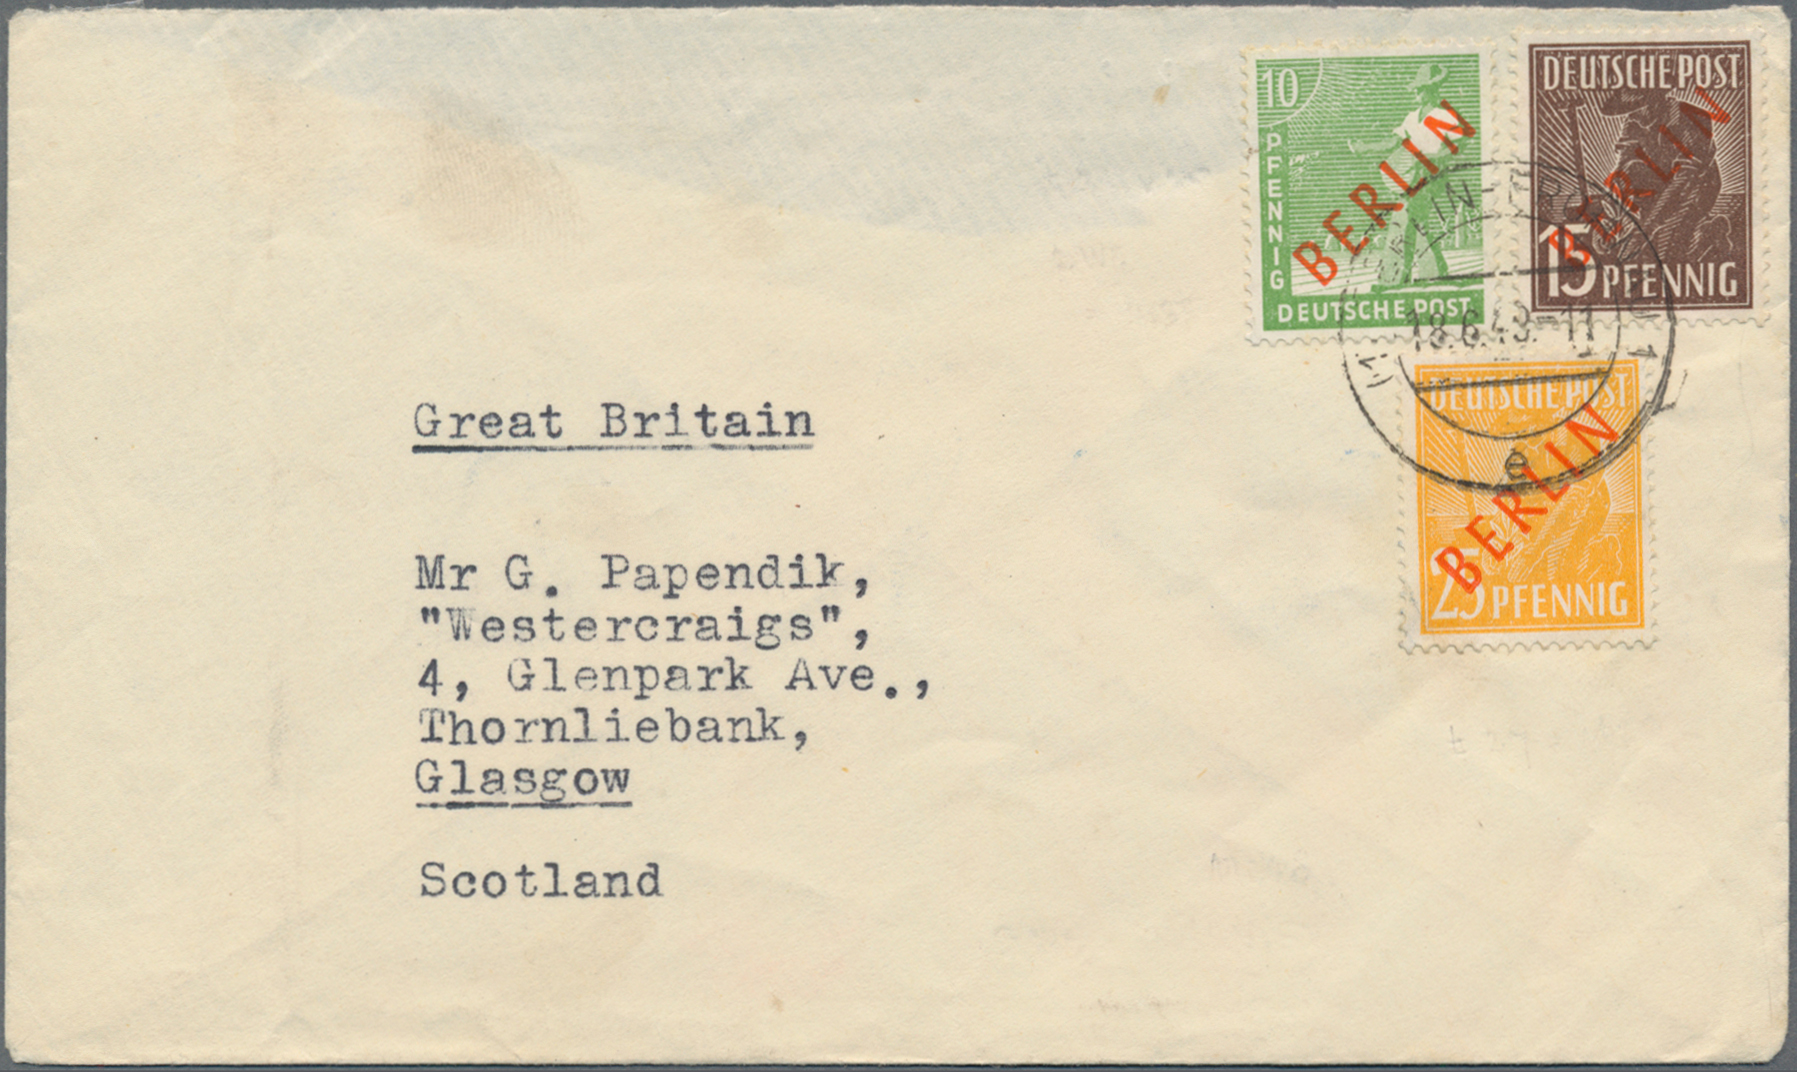 10
PFENNIG
DEUTSCHE POST
BERLIN
DEUTSCHE POST
BERLIN
15 PFENNIG
18.6.49-11
e
DEUTSCHE POST
BERLIN
25 PFENNIG
Great Britain
Mr G. Papendik,
"Westercraigs",
4, Glenpark Ave.,
Thornliebank,
Glasgow
Scotland